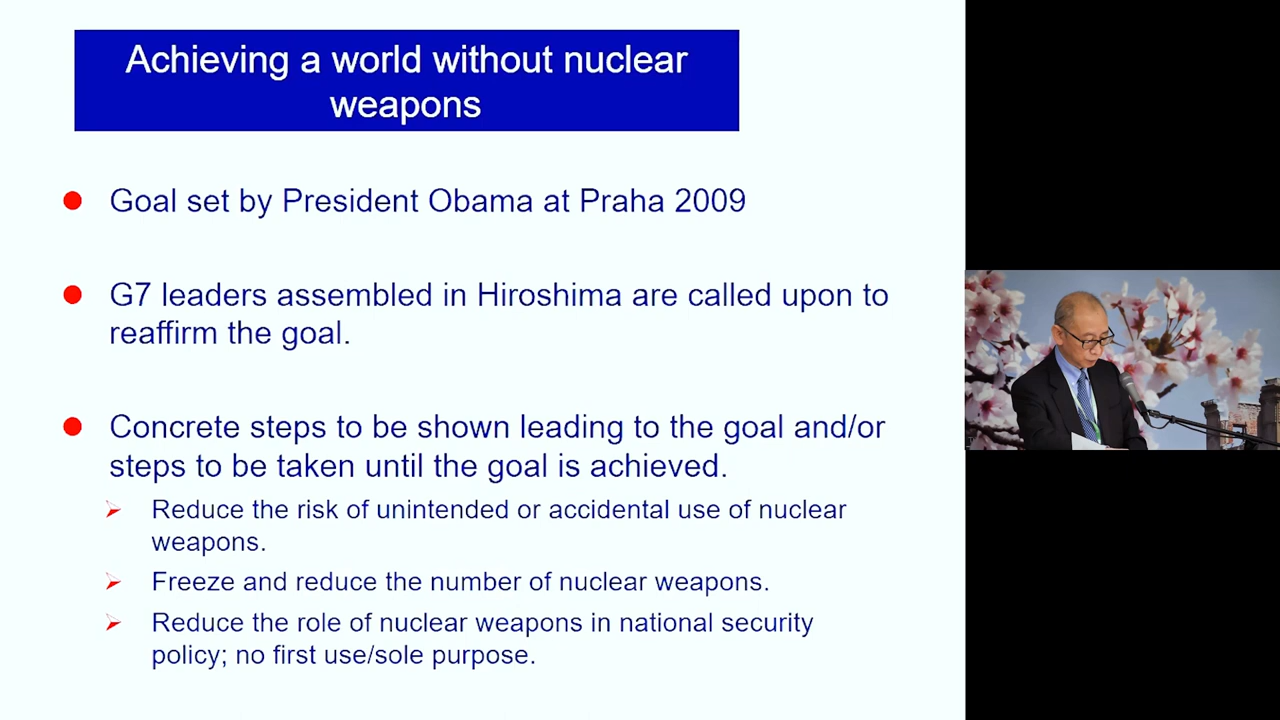 Achieving a world without nuclear
weapons
Goal set by President Obama at Praha 2009
G7 leaders assembled in Hiroshima are called upon to
reaffirm the goal.
Concrete steps to be shown leading to the goal and/or
steps to be taken until the goal is achieved.
Reduce the risk of unintended or accidental use of nuclear
weapons.
Freeze and reduce the number of nuclear weapons.
Reduce the role of nuclear weapons in national security
policy; no first use/sole purpose.